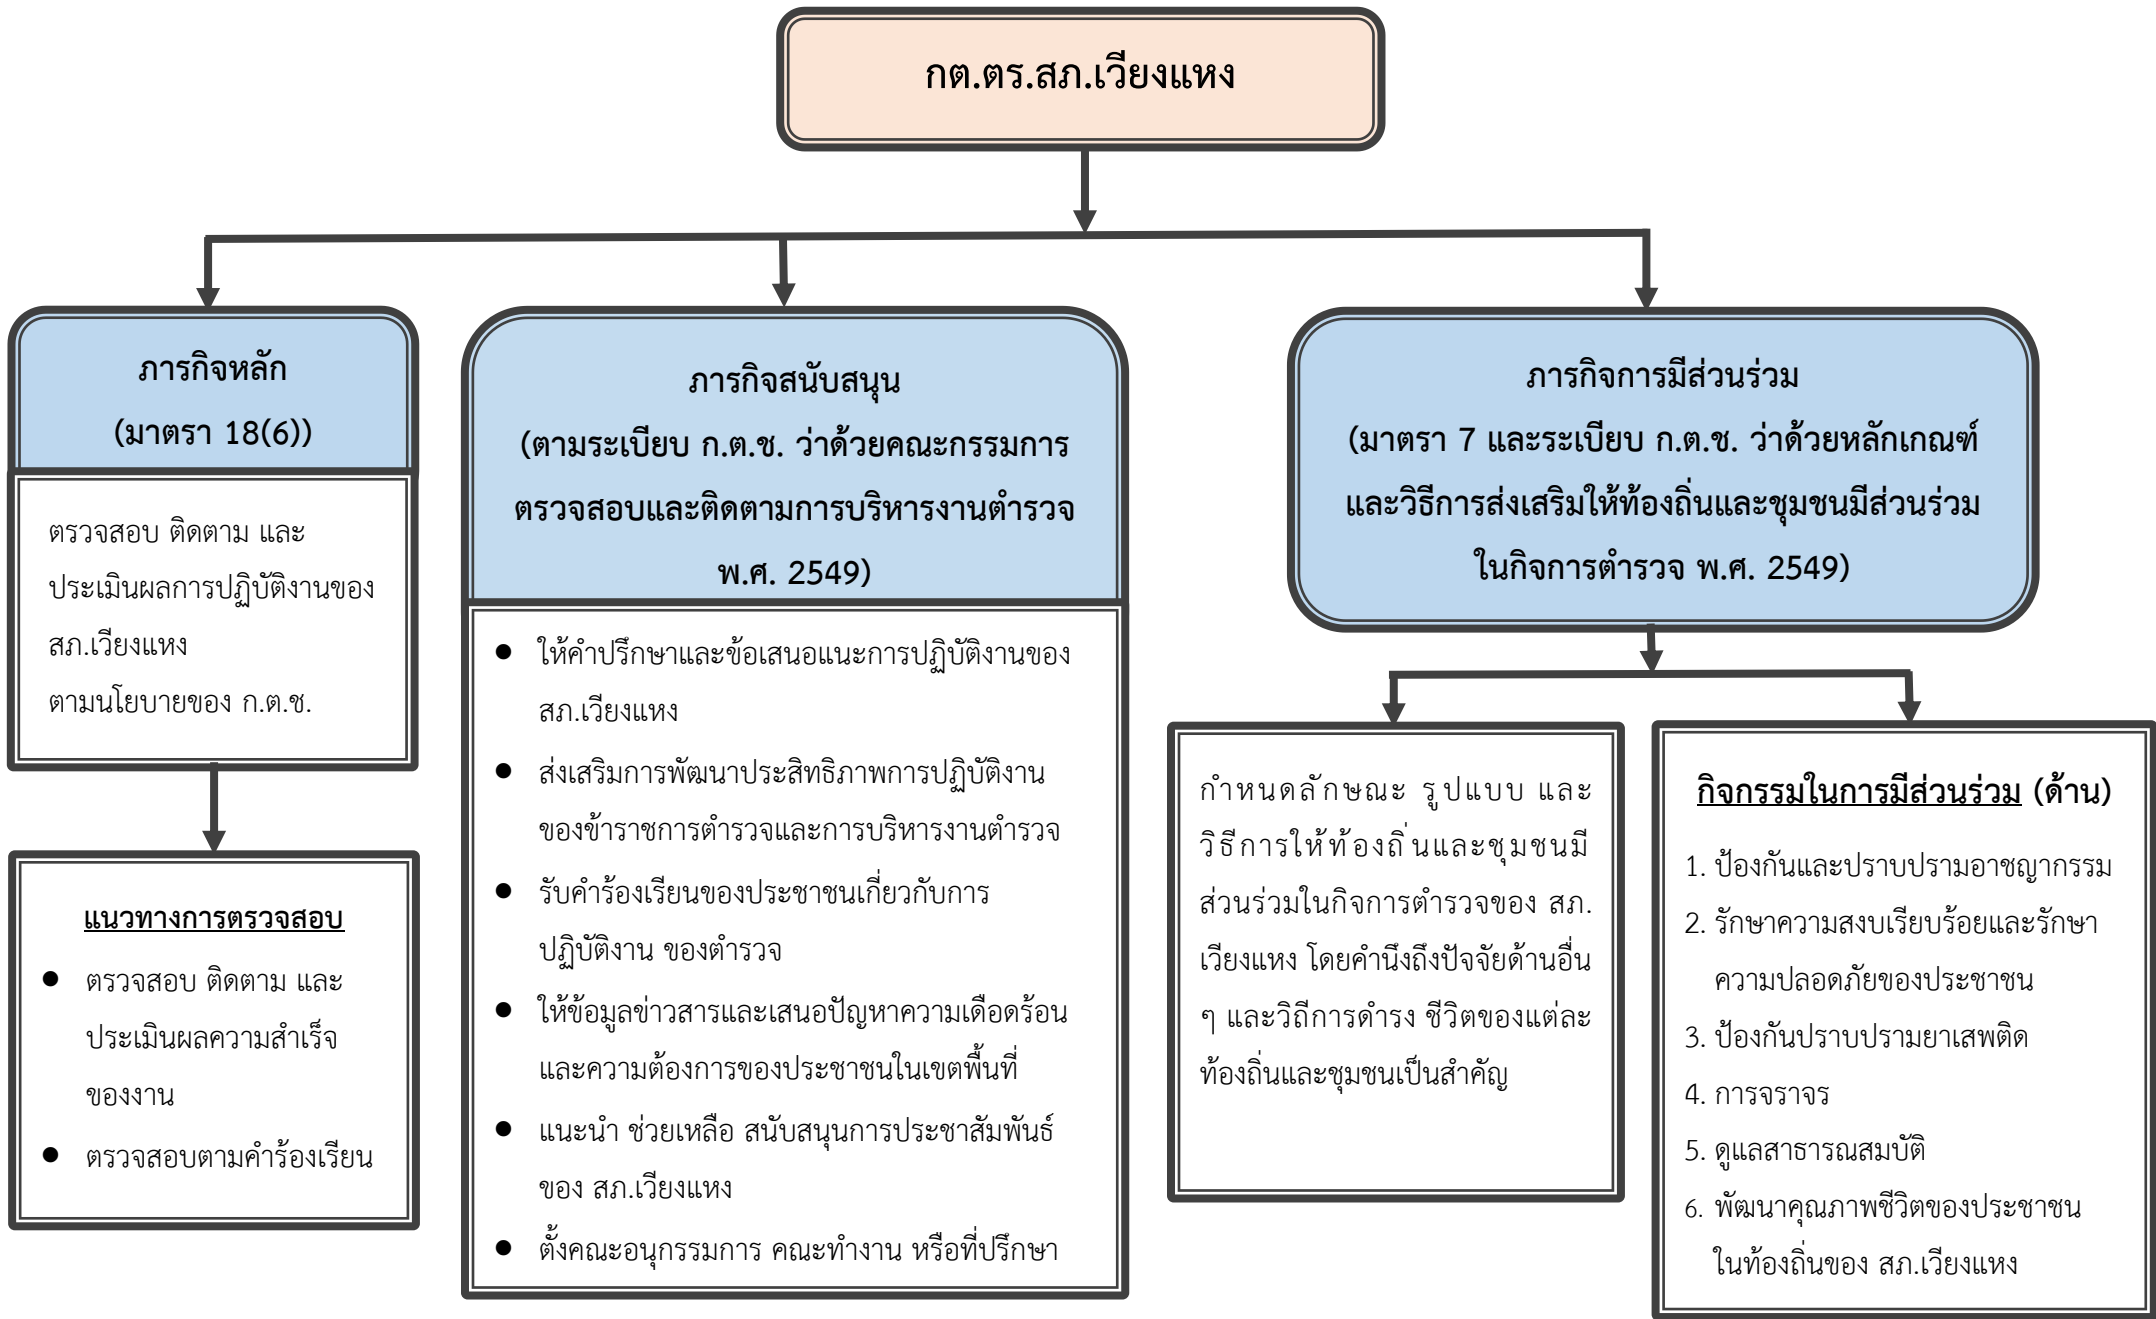 กต.ตร.สภ.เวียงแหง
ภารกิจหลัก
(มาตรา 18(6))
ตรวจสอบ ติดตาม และ
ประเมินผลการปฏิบัติงานของ
สภ.เวียงแหง
ตามนโยบายของ ก.ต.ช.
แนวทางการตรวจสอบ
● ตรวจสอบ ติดตาม และ
ประเมินผลความสำเร็จ
ของงาน
● ตรวจสอบตามคำร้องเรียน
ภารกิจสนับสนุน
(ตามระเบียบ ก.ต.ช. ว่าด้วยคณะกรรมการ
ตรวจสอบและติดตามการบริหารงานตำรวจ
พ.ศ. 2549)
● ให้คำปรึกษาและข้อเสนอแนะการปฏิบัติงานของ
สภ.เวียงแหง
● ส่งเสริมการพัฒนาประสิทธิภาพการปฏิบัติงาน
ของข้าราชการตำรวจและการบริหารงานตำรวจ
● รับคำร้องเรียนของประชาชนเกี่ยวกับการ
ปฏิบัติงาน ของตำรวจ
● ให้ข้อมูลข่าวสารและเสนอปัญหาความเดือดร้อน
และความต้องการของประชาชนในเขตพื้นที่
● แนะนำ ช่วยเหลือ สนับสนุนการประชาสัมพันธ์
ของ สภ.เวียงแหง
● ตั้งคณะอนุกรรมการ คณะทำงาน หรือที่ปรึกษา
ภารกิจการมีส่วนร่วม
(มาตรา 7 และระเบียบ ก.ต.ช. ว่าด้วยหลักเกณฑ์
และวิธีการส่งเสริมให้ท้องถิ่นและชุมชนมีส่วนร่วม
ในกิจการตำรวจ พ.ศ. 2549)
กำหนดลักษณะ รูปแบบ และ
วิธีการให้ท้องถิ่นและชุมชนมี
ส่วนร่วมในกิจการตำรวจของ สภ.
เวียงแหง โดยคำนึงถึงปัจจัยด้านอื่น
ๆ และวิถีการดำรง ชีวิตของแต่ละ
ท้องถิ่นและชุมชนเป็นสำคัญ
กิจกรรมในการมีส่วนร่วม (ด้าน)
1. ป้องกันและปราบปรามอาชญากรรม
2. รักษาความสงบเรียบร้อยและรักษา
ความปลอดภัยของประชาชน
3. ป้องกันปราบปรามยาเสพติด
4. การจราจร
5. ดูแลสาธารณสมบัติ
6. พัฒนาคุณภาพชีวิตของประชาชน
ในท้องถิ่นของ สภ.เวียงแหง